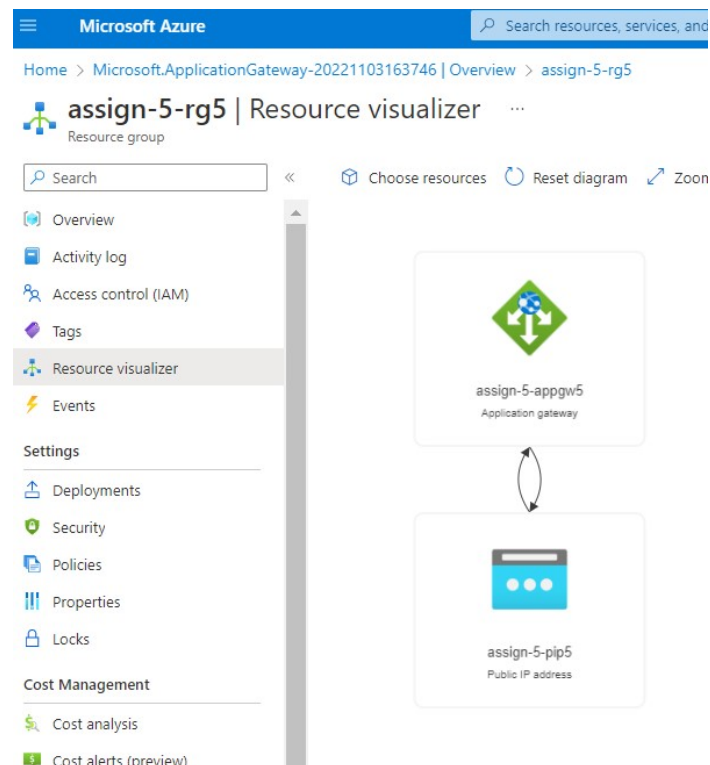 Microsoft Azure
Search resources, services, and
Home > Microsoft.ApplicationGateway-20221103163746 | Overview > assign-5-rg5
assign-5-rg5 | Resource visualizer ...
Resource group
Search
«
Choose resources
Reset diagram
Zoom
Overview
Activity log
Access control (IAM)
Tags
Resource visualizer
Events
Settings
Deployments
Security
Policies
Properties
Locks
Cost Management
Cost analysis
Cost alerts (preview)
assign-5-appgw5
Application gateway
assign-5-pip5
Public IP address